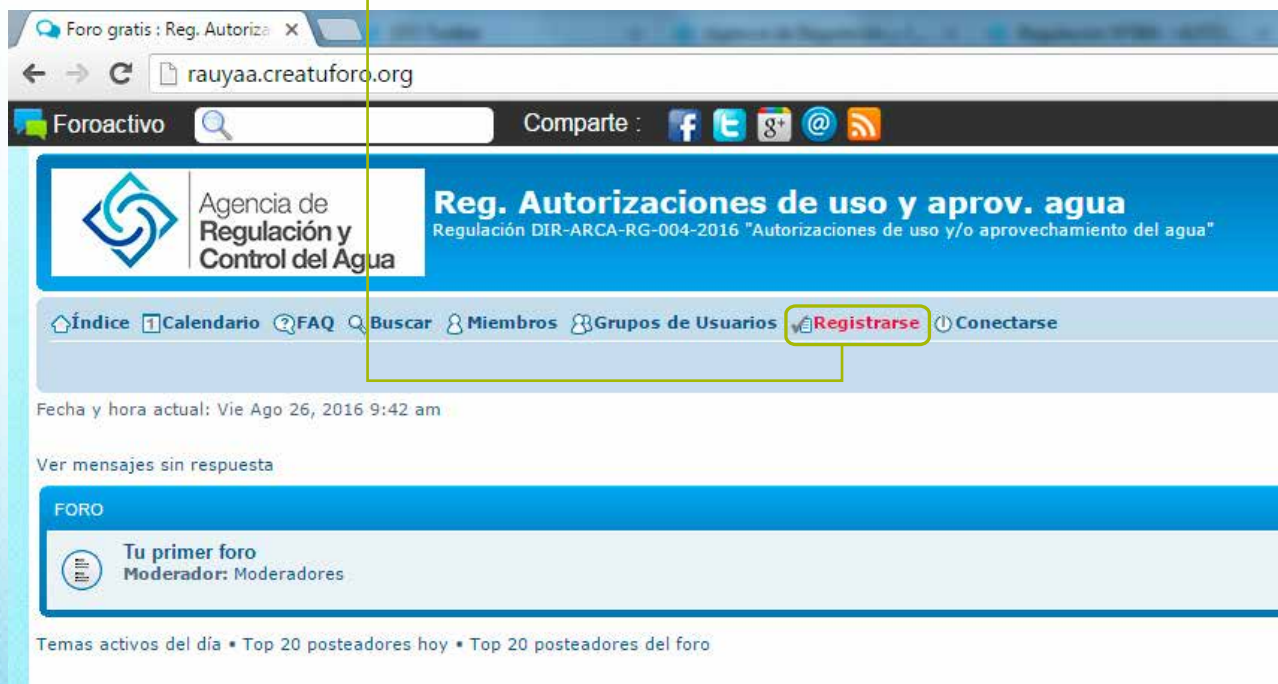 Foro gratis : Reg. Autoriza
rauyaa.creatuforo.org
Foroactivo Comparte :
Agencia de
Regulación y
Control del Agua
Reg. Autorizaciones de uso y aprov. agua
Regulación DIR-ARCA-RG-004-2016 "Autorizaciones de uso y/o aprovechamiento del agua"
Índice Calendario FAQ Buscar Miembros Grupos de Usuarios Registrarse Conectarse
Fecha y hora actual: Vie Ago 26, 2016 9:42 am
Ver mensajes sin respuesta
FORO
Tu primer foro
Moderador: Moderadores
Temas activos del día • Top 20 posteadores hoy • Top 20 posteadores del foro